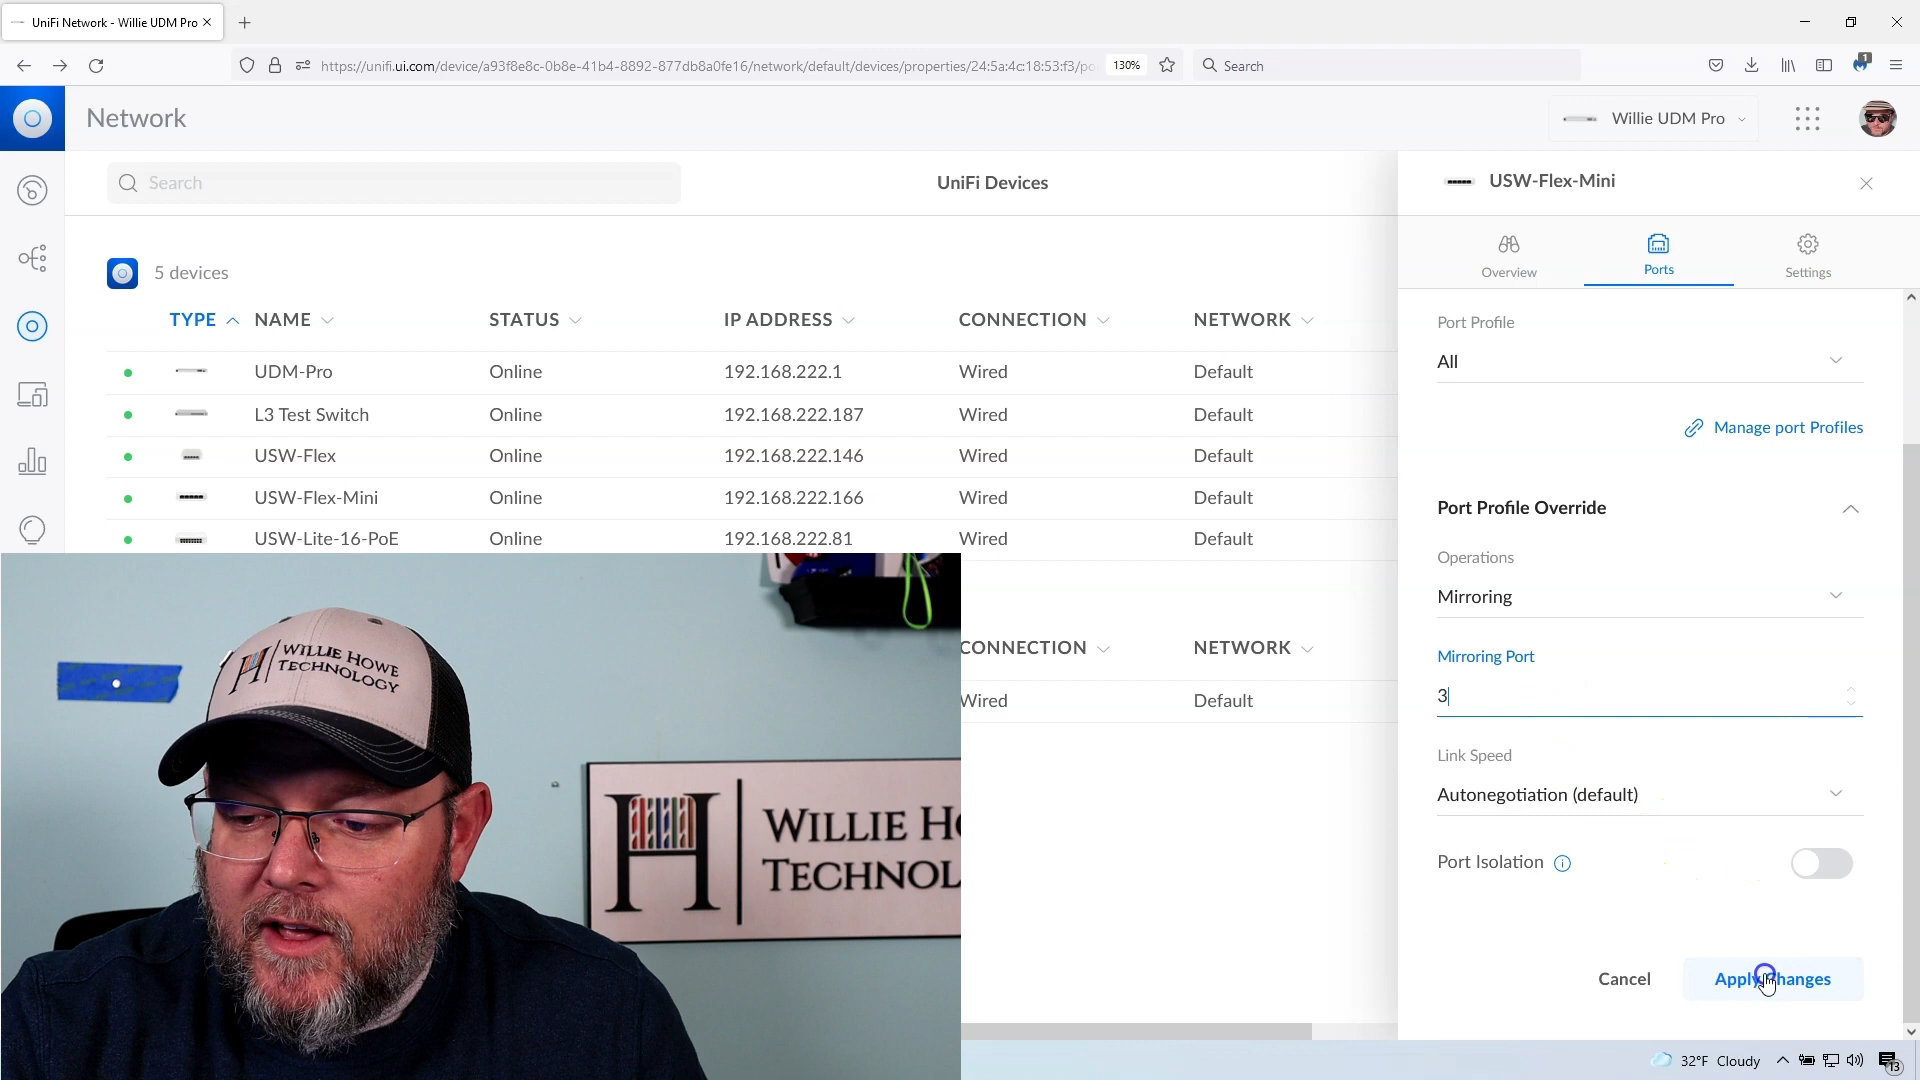 UniFi Network - Willie UDM Pro
https://unifi.ui.com/device/a93f8e8c-0b8e-41b4-8892-877db8a0fe16/network/default/devices/properties/24:5a:4c:18:53:f3/po
130%
Search
1
Network
Willie UDM Pro
Search
UniFi Devices
USW-Flex-Mini
Overview
Ports
Settings
5 devices
TYPE NAME STATUS IP ADDRESS CONNECTION NETWORK
UDM-Pro Online 192.168.222.1 Wired Default
L3 Test Switch Online 192.168.222.187 Wired Default
USW-Flex Online 192.168.222.146 Wired Default
USW-Flex-Mini Online 192.168.222.166 Wired Default
USW-Lite-16-PoE Online 192.168.222.81 Wired Default
CONNECTION NETWORK
Wired Default
Port Profile
All
Manage port Profiles
Port Profile Override
Operations
Mirroring
Mirroring Port
3
Link Speed
Autonegotiation (default)
Port Isolation
Cancel
Apply Changes
WILLIE HOWE
TECHNOLOGY
WILLIE HO
TECHNOL
32°F Cloudy
13